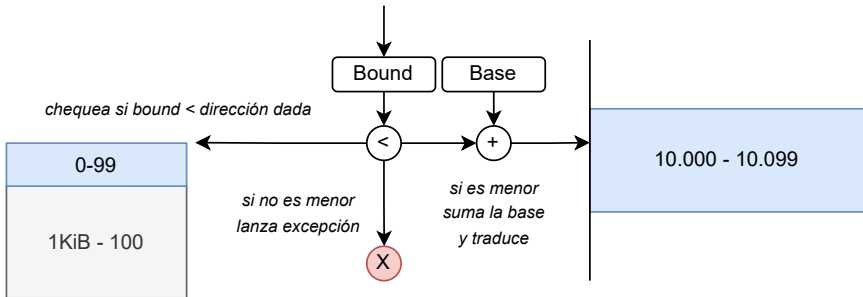 Bound
Base
chequea si bound < dirección dada
<
+
0-99
10.000 - 10.099
si no es menor
lanza excepción
si es menor
suma la base
y traduce
1KiB - 100
X